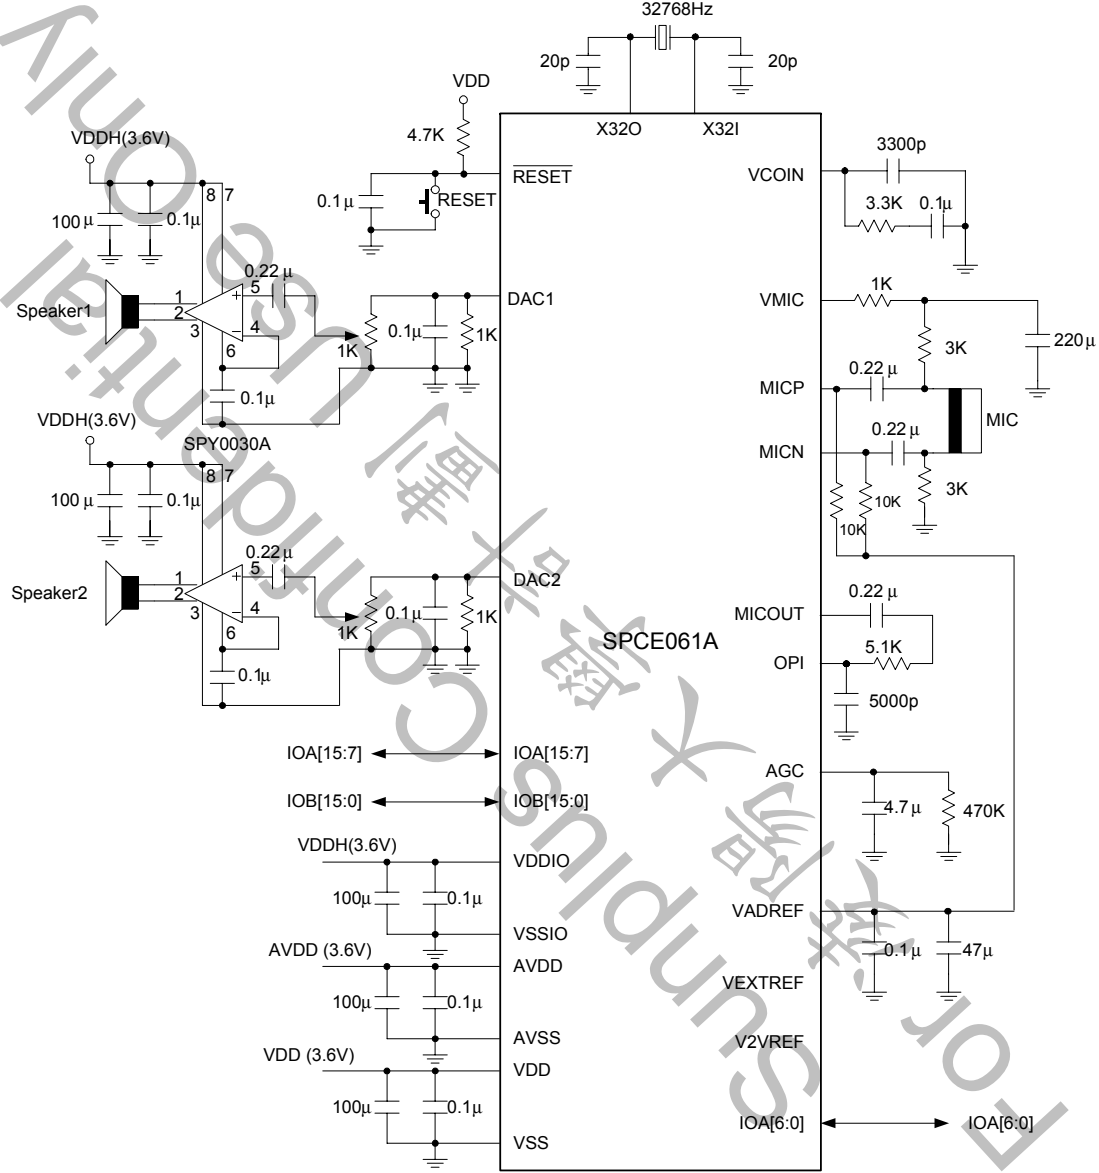 32768Hz
20p
20p
VDD
X32O
X32I
4.7K
VDDH(3.6V)
3300p
RESET
VCOIN
8
7
0.1μ
RESET
3.3K
0.1μ
100μ
0.1μ
0.22μ
1K
5
DAC1
VMIC
Speaker1
1
2
3
4
0.1μ
1K
1K
3K
220μ
6
0.22μ
MICP
0.1μ
MIC
VDDH(3.6V)
0.22μ
SPY0030A
MICN
8
7
3K
100μ
0.1μ
10K
10K
0.22μ
5
DAC2
Speaker2
1
2
3
4
0.1μ
1K
1K
0.22μ
MICOUT
6
SPCE061A
5.1K
OPI
0.1μ
5000p
IOA[15:7]
IOA[15:7]
AGC
IOB[15:0]
IOB[15:0]
4.7μ
470K
VDDH(3.6V)
VDDIO
100μ
0.1μ
VADREF
VSSIO
AVDD (3.6V)
0.1μ
47μ
AVDD
VEXTREF
100μ
0.1μ
AVSS
V2VREF
VDD (3.6V)
VDD
100μ
0.1μ
IOA[6:0]
IOA[6:0]
VSS
Sunplus Confidential
For
Use Only